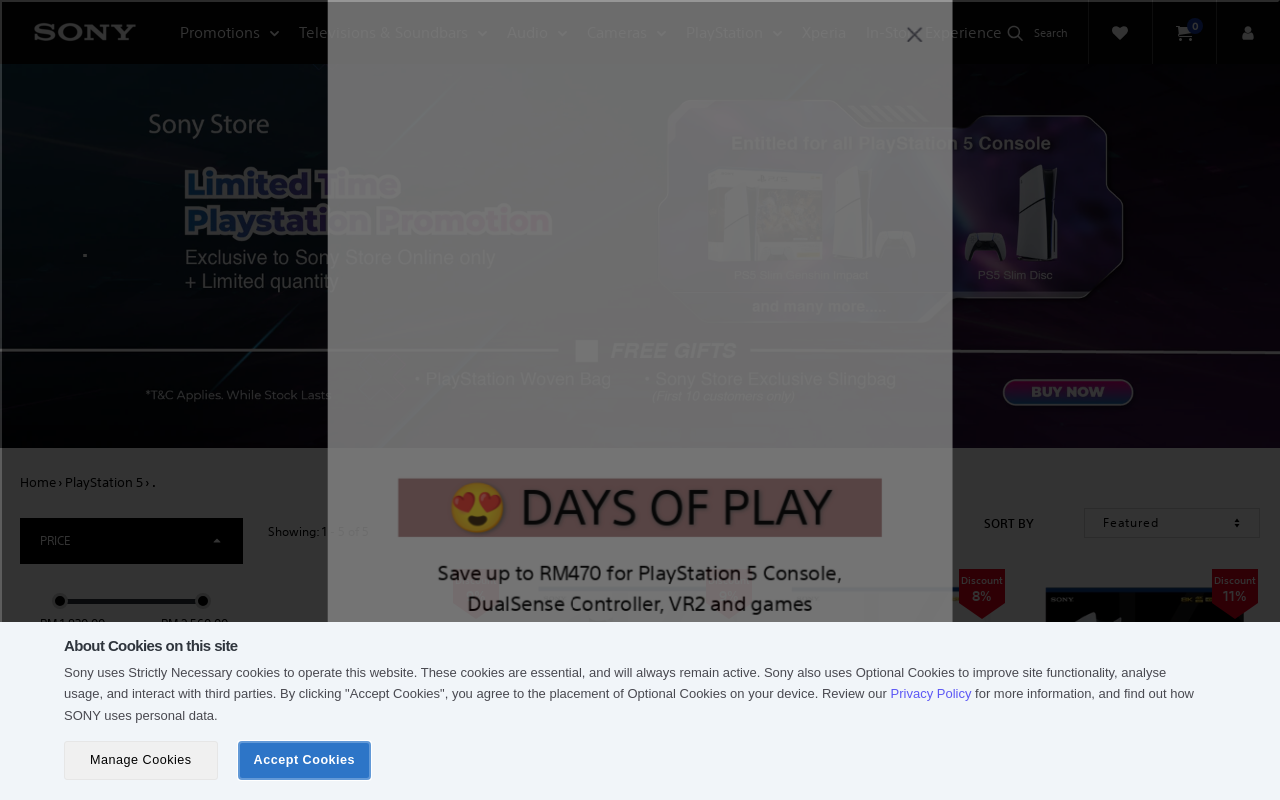 SONY
Promotions
Televisions & Soundbars
Audio
Cameras
PlayStation
Xperia
In-Store Experience
Search
0
Sony Store
Limited Time
Playstation Promotion
Exclusive to Sony Store Online only
+ Limited quantity
Entitled for all PlayStation 5 Console
PS5 Slim Disc
and many more
FREE GIFTS
• PlayStation Woven Bag
• Sony Store Exclusive Slingbag
(First 10 customers only)
*T&C Applies. While Stock Lasts
BUY NOW
Home › PlayStation 5 › .
PRICE
Showing: 1 - 5 of 5
SORT BY
Featured
😍 DAYS OF PLAY
Save up to RM470 for PlayStation 5 Console,
DualSense Controller, VR2 and games
Discount
8%
Discount
11%
SONY
About Cookies on this site
Sony uses Strictly Necessary cookies to operate this website. These cookies are essential, and will always remain active. Sony also uses Optional Cookies to improve site functionality, analyse
usage, and interact with third parties. By clicking "Accept Cookies", you agree to the placement of Optional Cookies on your device. Review our Privacy Policy for more information, and find out how
SONY uses personal data.
Manage Cookies
Accept Cookies